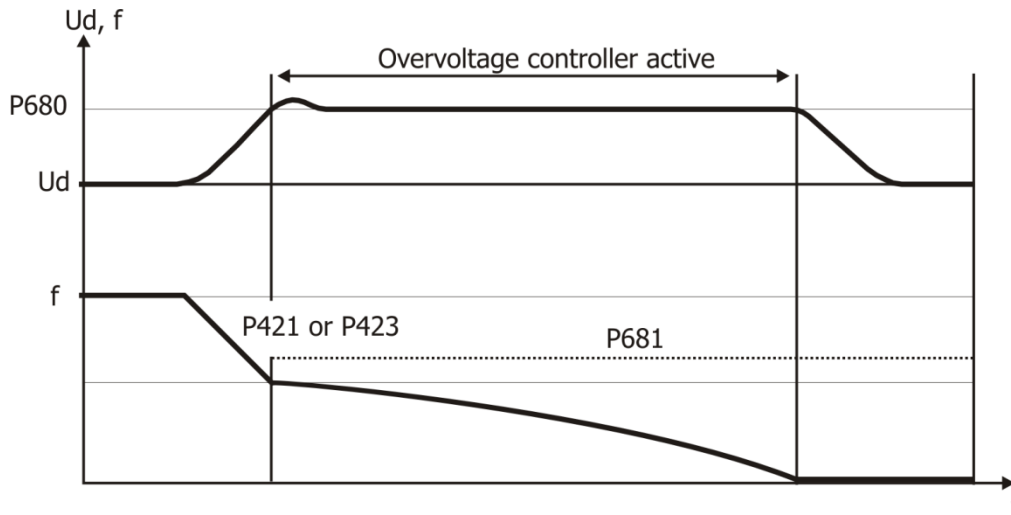 Ud, f
Overvoltage controller active
P680
Ud
f
P421 or P423
P681